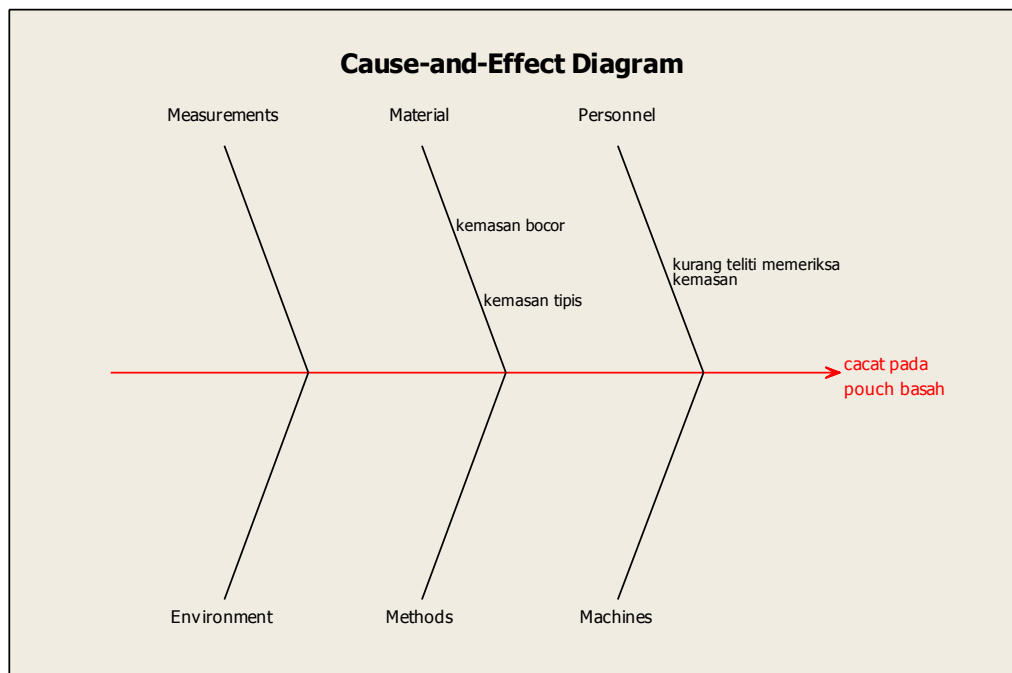 Cause-and-Effect Diagram
Measurements
Material
Personnel
kemasan bocor
kemasan tipis
kurang teliti memeriksa
kemasan
cacat pada
pouch basah
Environment
Methods
Machines